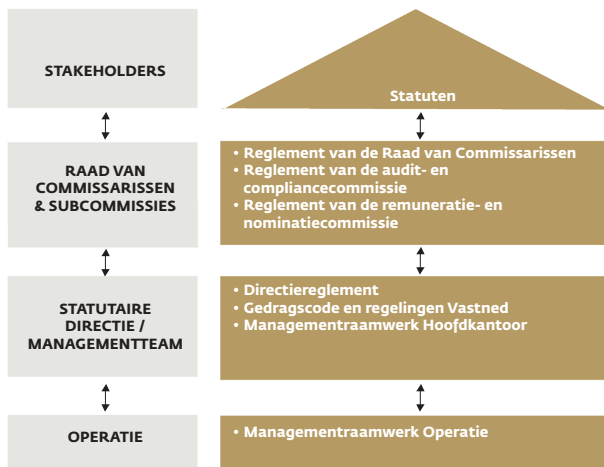 STAKEHOLDERS
Statuten
RAAD VAN
COMMISSARISSEN
& SUBCOMMISSIES
• Reglement van de Raad van Commissarissen
• Reglement van de audit- en
compliancecommissie
• Reglement van de remuneratie- en
nominatiecommissie
STATUTAIRE
DIRECTIE /
MANAGEMENTTEAM
• Directiereglement
• Gedragscode en regelingen Vastned
• Managementraamwerk Hoofdkantoor
OPERATIE
• Managementraamwerk Operatie